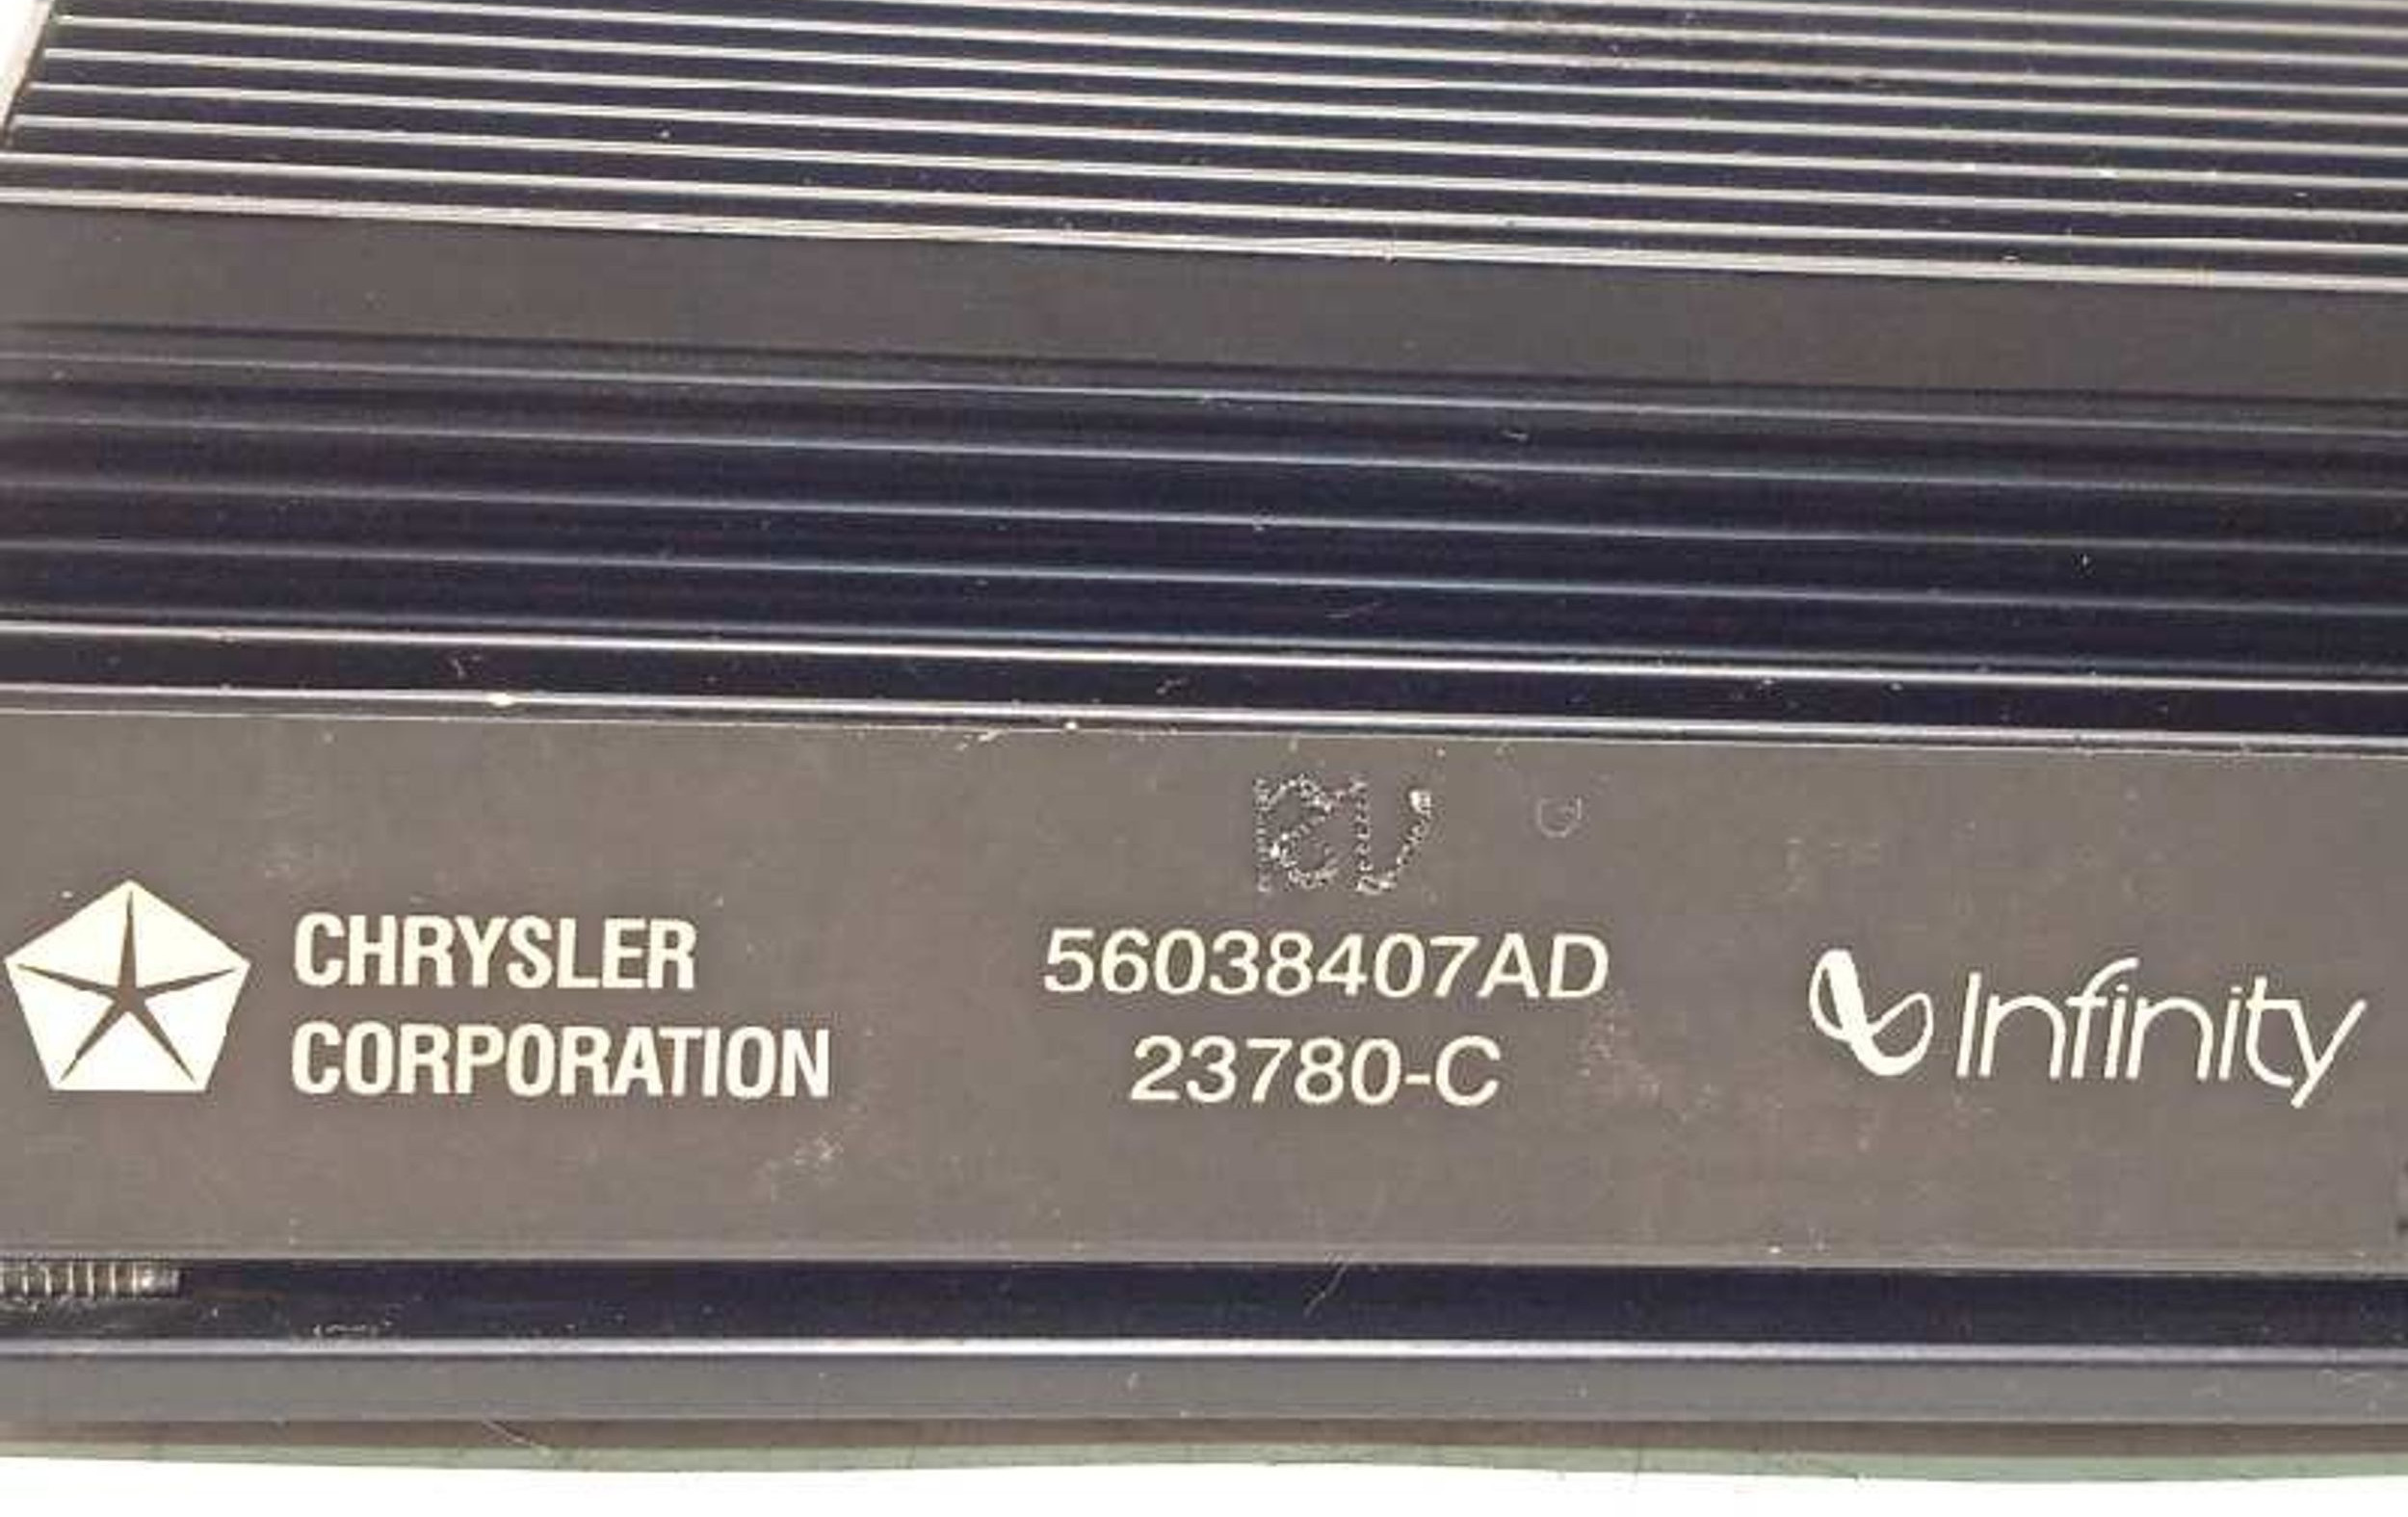 CHRYSLER
CORPORATION
56038407AD
23780-C
Infinity